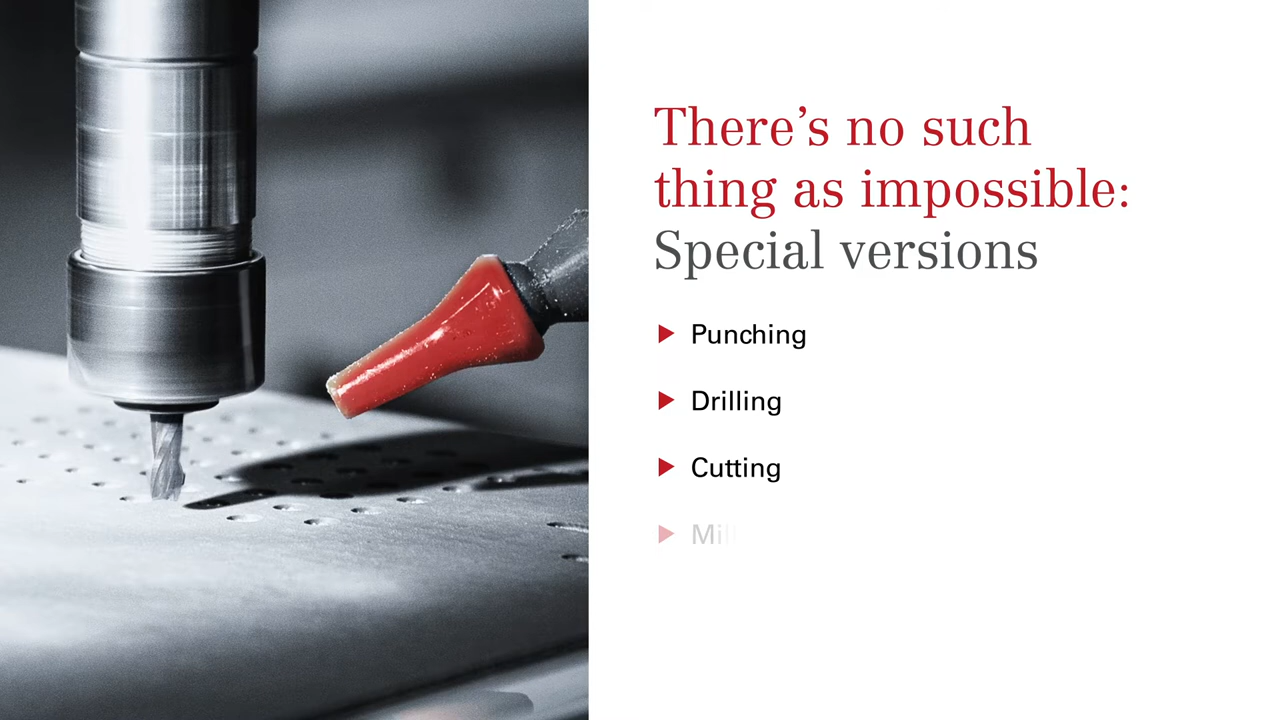 There’s no such
thing as impossible:
Special versions
Punching
Drilling
Cutting